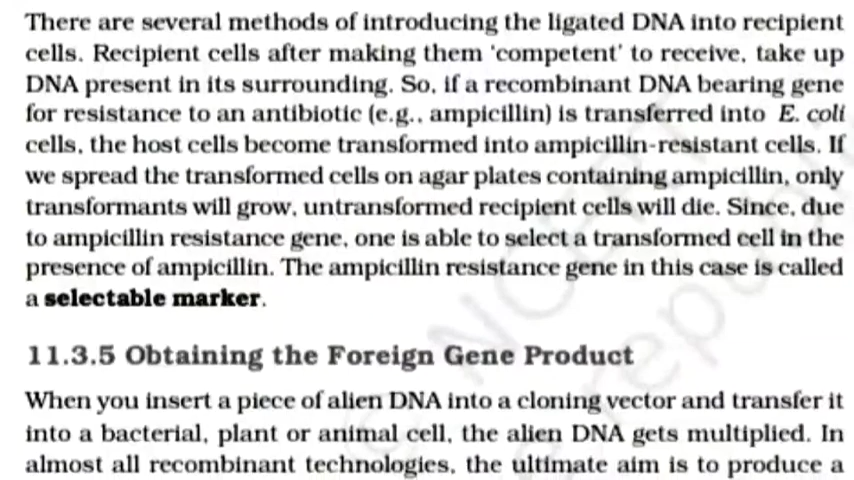 There are several methods of introducing the ligated DNA into recipient
cells. Recipient cells after making them ‘competent’ to receive, take up
DNA present in its surrounding. So, if a recombinant DNA bearing gene
for resistance to an antibiotic (e.g., ampicillin) is transferred into E. coli
cells, the host cells become transformed into ampicillin-resistant cells. If
we spread the transformed cells on agar plates containing ampicillin, only
transformants will grow, untransformed recipient cells will die. Since, due
to ampicillin resistance gene, one is able to select a transformed cell in the
presence of ampicillin. The ampicillin resistance gene in this case is called
a selectable marker.
11.3.5 Obtaining the Foreign Gene Product
When you insert a piece of alien DNA into a cloning vector and transfer it
into a bacterial, plant or animal cell, the alien DNA gets multiplied. In
almost all recombinant technologies, the ultimate aim is to produce a
© NCERT